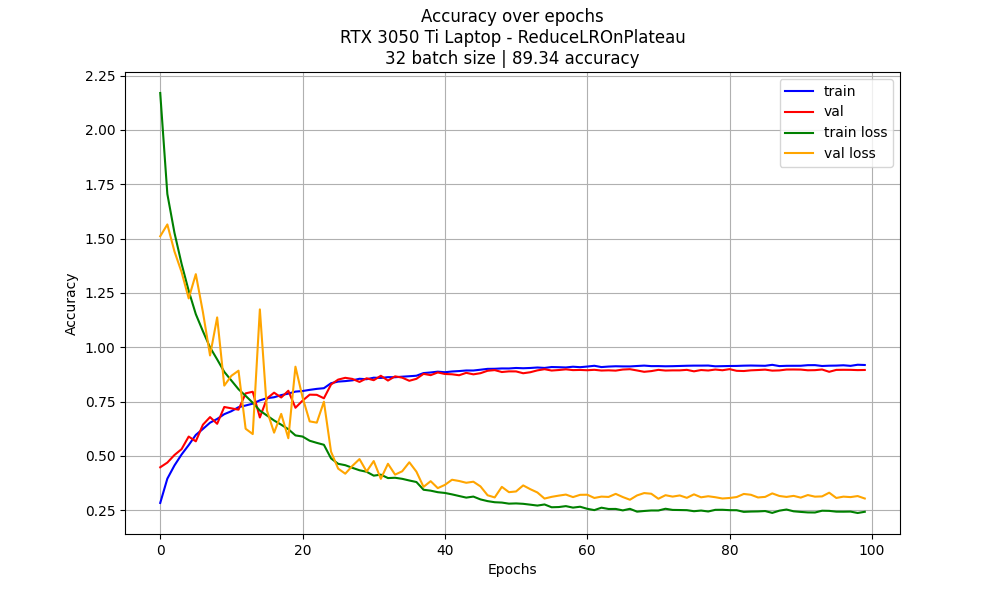 Accuracy over epochs
RTX 3050 Ti Laptop - ReduceLROnPlateau
32 batch size | 89.34 accuracy
2.25
2.00
1.75
1.50
1.25
1.00
0.75
0.50
0.25
Accuracy
train
val
train loss
val loss
0 20 40 60 80 100
Epochs